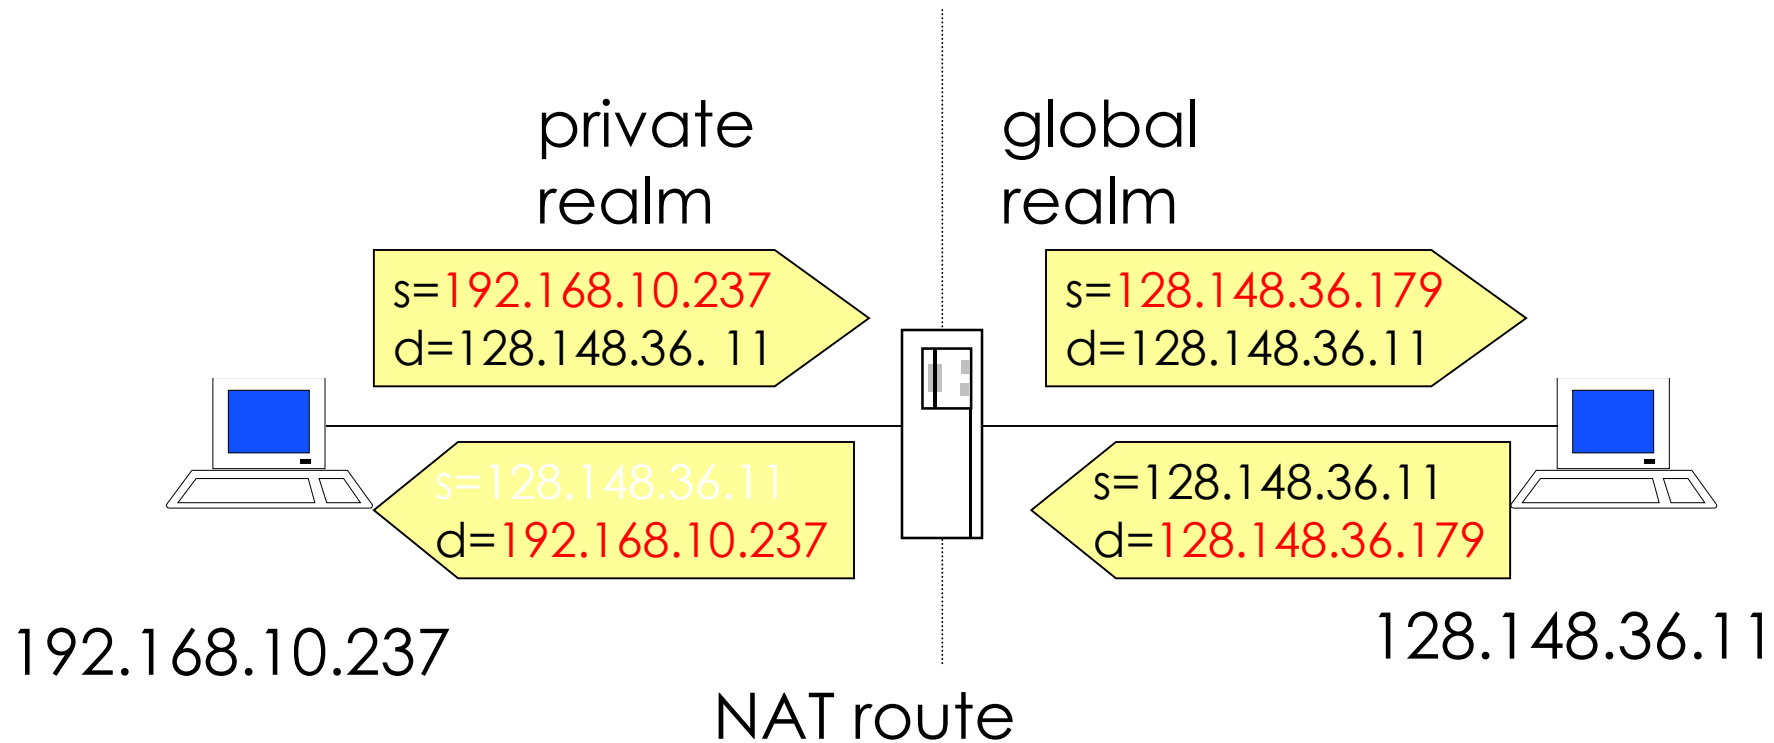 private
realm
global
realm
s=192.168.10.237
d=128.148.36. 11
s=128.148.36.179
d=128.148.36.11
s=128.148.36.11
d=192.168.10.237
s=128.148.36.11
d=128.148.36.179
192.168.10.237
128.148.36.11
NAT route